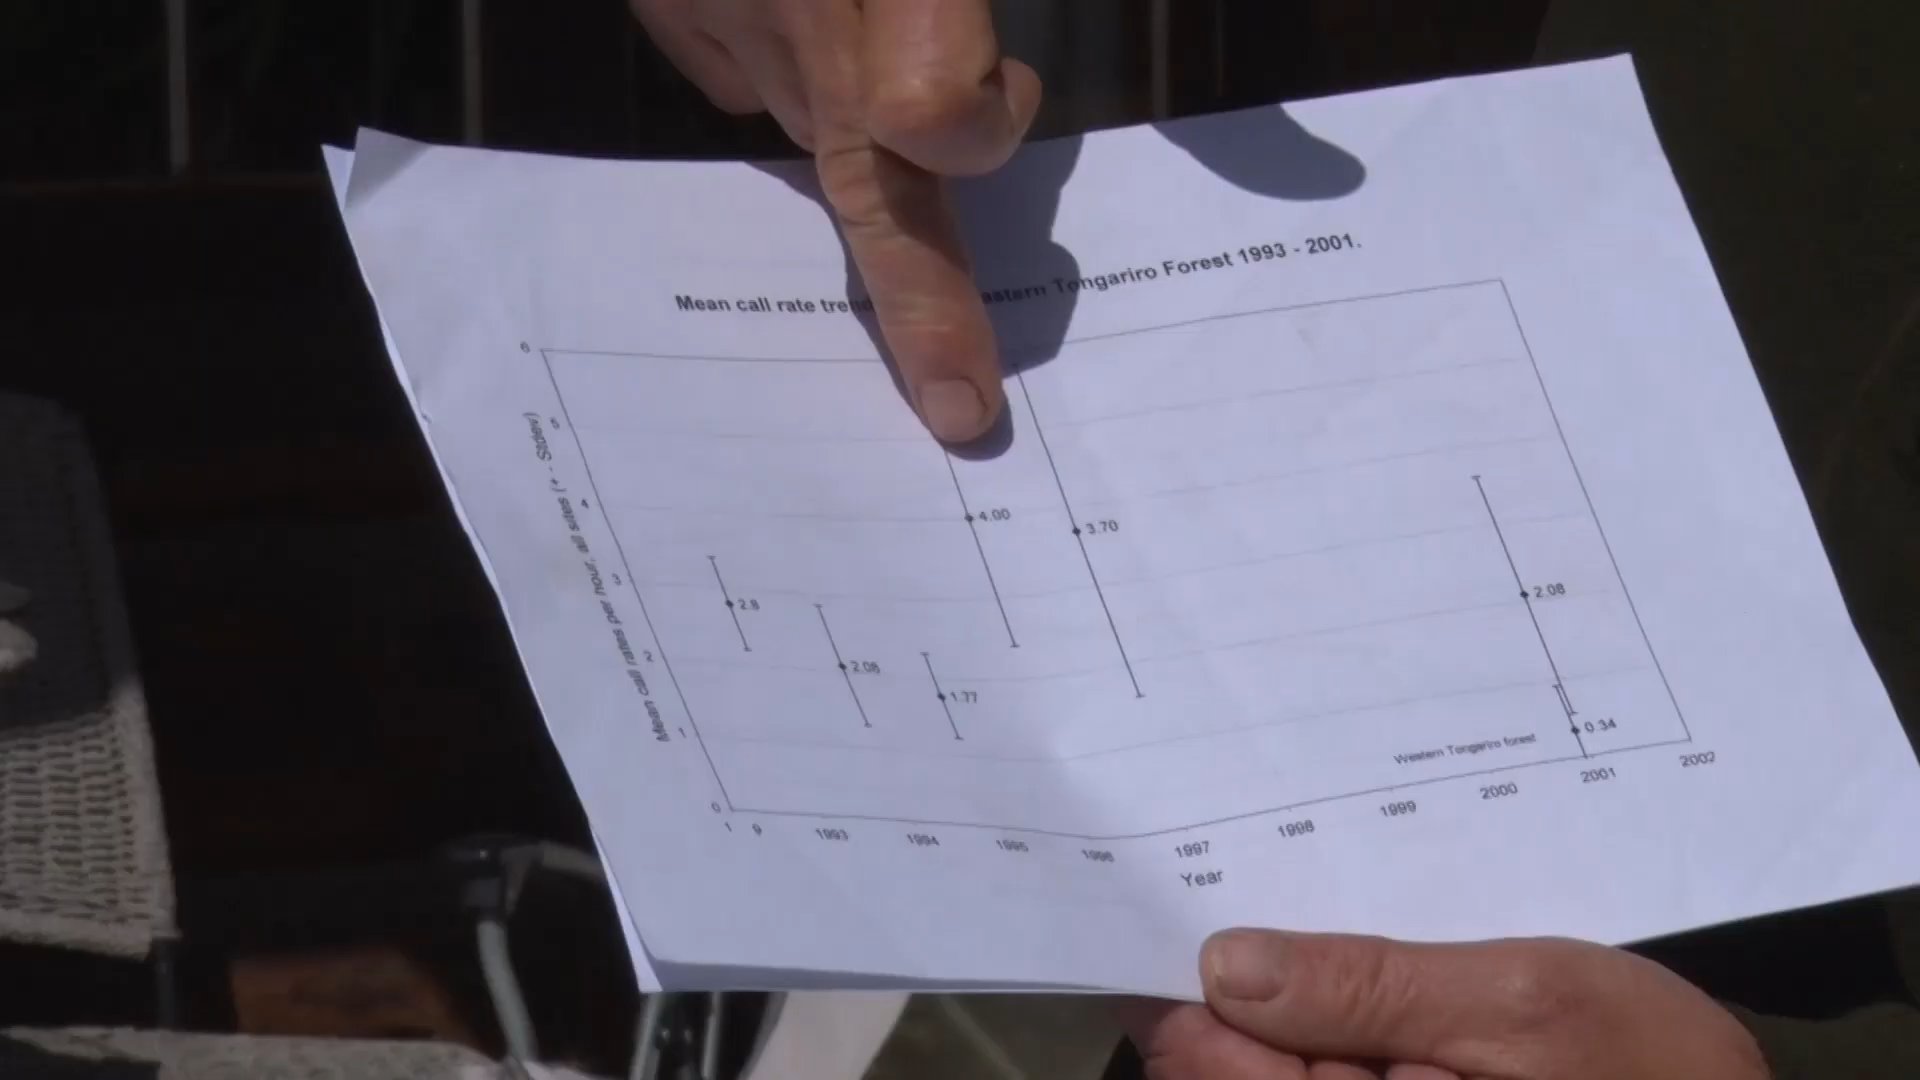 Mean call rate trend astern Tongariro Forest 1993 - 2001.
6
5
4
3
2
1
0
Mean call rates per hour, all sites (+ - Stdev)
2.8
2.08
1.77
4.00
3.70
2.08
0.34
Western Tongariro forest
1 9 1993 1994 1995 1996 1997 1998 1999 2000 2001 2002
Year